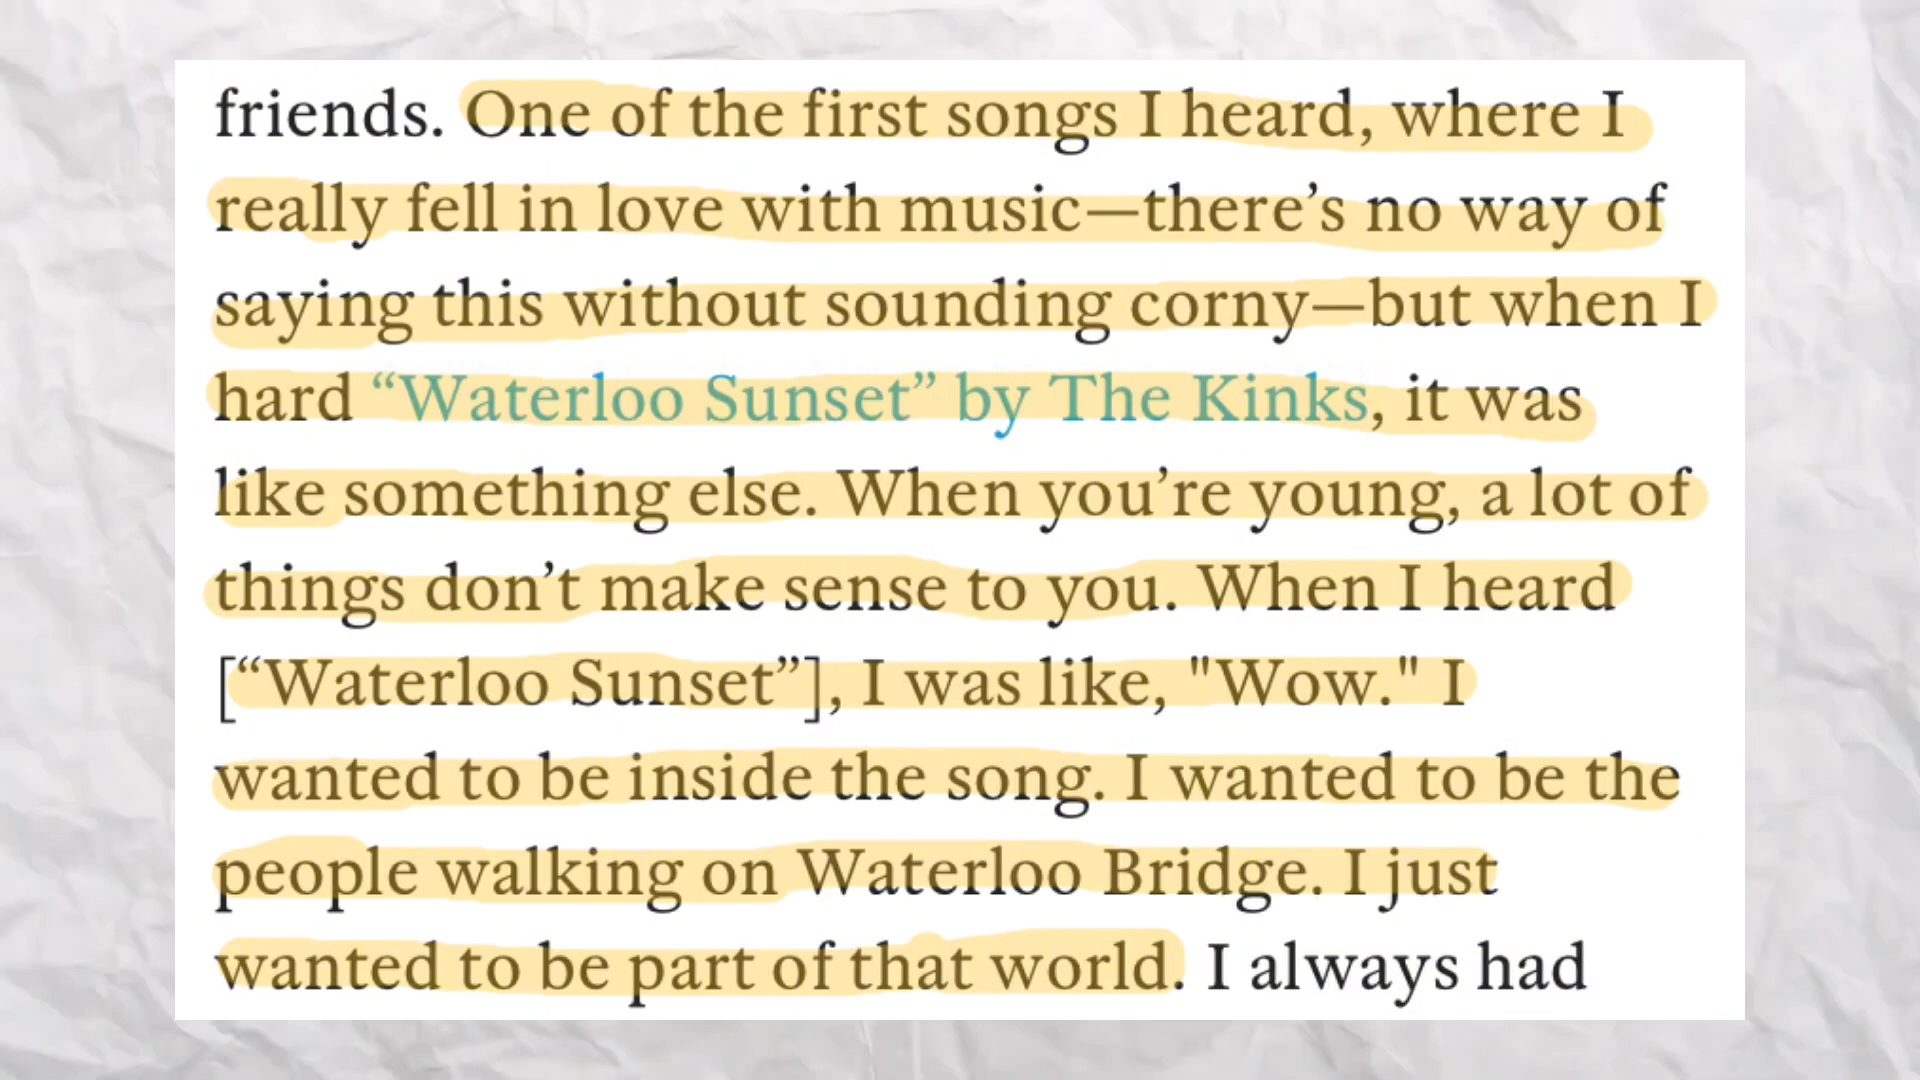 friends. One of the first songs I heard, where I
really fell in love with music—there’s no way of
saying this without sounding corny—but when I
hard “Waterloo Sunset” by The Kinks, it was
like something else. When you’re young, a lot of
things don’t make sense to you. When I heard
[“Waterloo Sunset”], I was like, "Wow." I
wanted to be inside the song. I wanted to be the
people walking on Waterloo Bridge. I just
wanted to be part of that world. I always had